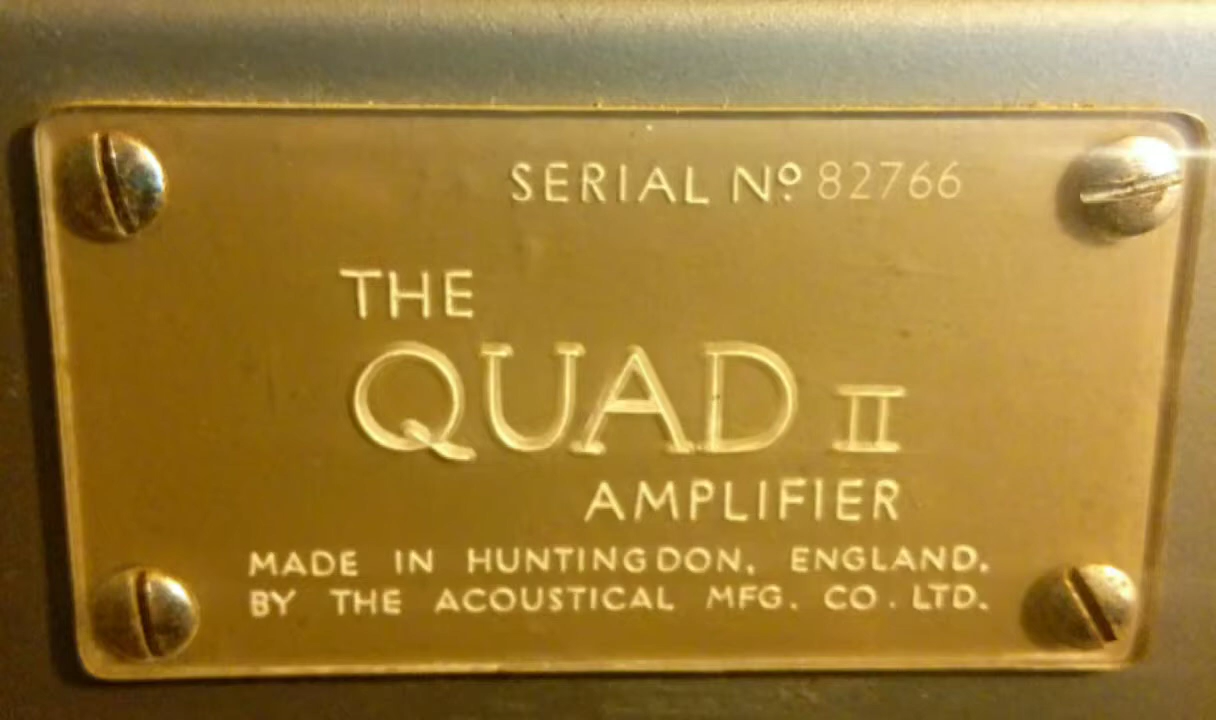 SERIAL Nº 82766
THE
QUAD II
AMPLIFIER
MADE IN HUNTINGDON, ENGLAND,
BY THE ACOUSTICAL MFG. CO. LTD.